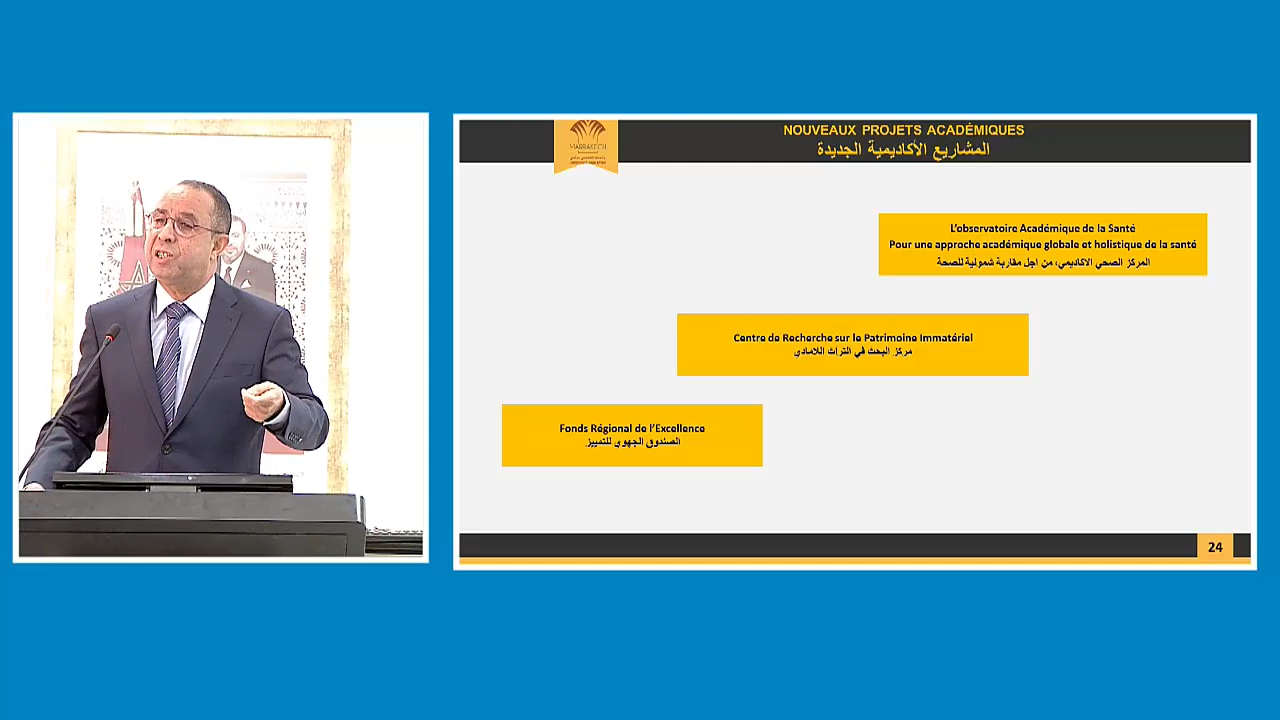 NOUVEAUX PROJETS ACADÉMIQUES
المشاريع الأكاديمية الجديدة
MARRAKECH
L'observatoire Académique de la Santé
Pour une approche académique globale et holistique de la santé
المركز الصحي الاكاديمي، من اجل مقاربة شمولية للصحة
Centre de Recherche sur le Patrimoine Immatériel
مركز البحث في التراث اللامادي
Fonds Régional de l'Excellence
الصندوق الجهوي للتمييز
24